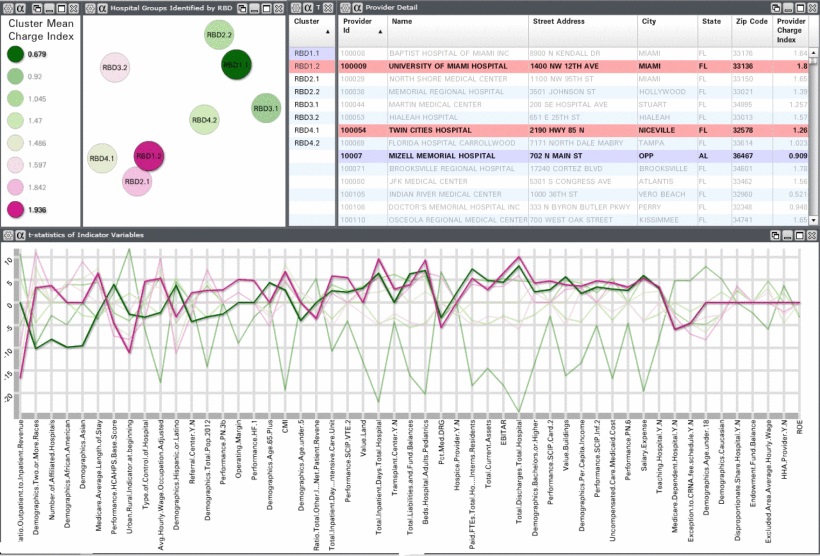 Hospital Groups Identified by RBD
T
Provider Detail
Cluster Mean
Charge Index
0.679
0.92
1.045
1.47
1.486
1.597
1.842
1.936
RBD2.2
RBD1.1
RBD3.2
RBD3.1
RBD4.2
RBD4.1
RBD1.2
RBD2.1
Cluster
RBD1.1
RBD1.2
RBD2.1
RBD2.2
RBD3.1
RBD3.2
RBD4.1
RBD4.2
Provider Id Name Street Address City State Zip Code Provider Charge Index
100008 BAPTIST HOSPITAL OF MIAMI INC 8900 N KENDALL DR MIAMI FL 33176 1.64
100009 UNIVERSITY OF MIAMI HOSPITAL 1400 NW 12TH AVE MIAMI FL 33136 1.8
100029 NORTH SHORE MEDICAL CENTER 1100 NW 95TH ST MIAMI FL 33150 1.65
100038 MEMORIAL REGIONAL HOSPITAL 3501 JOHNSON ST HOLLYWOOD FL 33021 1.39
100044 MARTIN MEDICAL CENTER 200 SE HOSPITAL AVE STUART FL 34995 1.257
100053 HIALEAH HOSPITAL 651 E 25TH ST HIALEAH FL 33013 1.57
100054 TWIN CITIES HOSPITAL 2190 HWY 85 N NICEVILLE FL 32578 1.26
100069 FLORIDA HOSPITAL CARROLLWOOD 7171 NORTH DALE MABRY TAMPA FL 33614 1.023
10007 MIZELL MEMORIAL HOSPITAL 702 N MAIN ST OPP AL 36467 0.909
100071 BROOKSVILLE REGIONAL HOSPITAL 17240 CORTEZ BLVD BROOKSVILLE FL 34601 1.78
100080 JFK MEDICAL CENTER 5301 S CONGRESS AVE ATLANTIS FL 33462 1.56
100105 INDIAN RIVER MEDICAL CENTER 1000 36TH ST VERO BEACH FL 32960 0.521
100106 DOCTOR'S MEMORIAL HOSPITAL INC 333 N BYRON BUTLER PKWY PERRY FL 32348 0.948
100110 OSCEOLA REGIONAL MEDICAL CENTER 700 WEST OAK STREET KISSIMMEE FL 34741 1.65
t-statistics of Indicator Variables
10
5
0
-5
-10
-15
-20
Ratio.Outpatient.to.Inpatient.Revenue
Demographics.Two.or.More.Races
Number.of.Affiliated.Hospitals
Demographics.African.American
Demographics.Asian
Medicare.Average.Length.of.Stay
Performance.HCAHPS.Base.Score
Urban.Rural.Indicator.at.beginning
Type.of.Control.of.Hospital
Avg.Hourly.Wage.Occupation.Adjusted
Demographics.Hispanic.or.Latino
Referral.Center.Y.N
Demographics.Total.Pop.2012
Performance.PN.3b
Operating.Margin
Performance.HF.1
Demographics.Age.65.Plus
CMI
Demographics.Age.under.5
Ratio.Total.Other.I...Net.Patient.Revene
Total.Inpatient.Day...ntensive.Care.Unit
Performance.SCIP.VTE.2
Value.Land
Total.Inpatient.Days.Total.Hospital
Transplant.Center.Y.N
Total.Liabilities.and.Fund.Balances
Beds.Hospital.Adults.Pediatrics
Pct.Med.DRG
Hospice.Provider.Y.N
Paid.FTEs.Total.Ho...Interns.Residents
Total.Current.Assets
EBITAR
Total.Discharges.Total.Hospital
Demographics.Bachelors.or.Higher
Performance.SCIP.Card.2
Value.Buildings
Demographics.Per.Capita.Income
Performance.SCIP.Inf.2
Uncompensated.Care.Medicaid.Cost
Performance.PN.6
Salary.Expense
Teaching.Hospital.Y.N
Medicare.Dependent.Hospital.Y.N
Exception.to.CRNA.fee.schedule.Y.N
Demographics.Age.under.18
Demographics.Caucasian
Disproportionate.Share.Hospital.Y.N
Endowment.Fund.Balance
Excluded.Area.Average.Hourly.Wage
HHA.Provider.Y.N
ROE